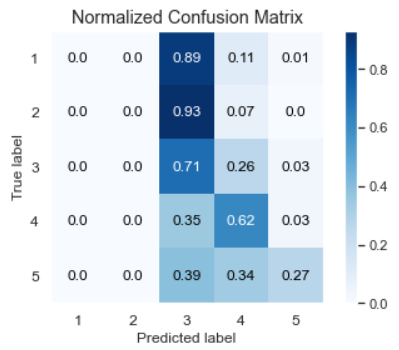 Normalized Confusion Matrix
True label
1 0.0 0.0 0.89 0.11 0.01
2 0.0 0.0 0.93 0.07 0.0
3 0.0 0.0 0.71 0.26 0.03
4 0.0 0.0 0.35 0.62 0.03
5 0.0 0.0 0.39 0.34 0.27
1 2 3 4 5
Predicted label
0.8
0.6
0.4
0.2
0.0